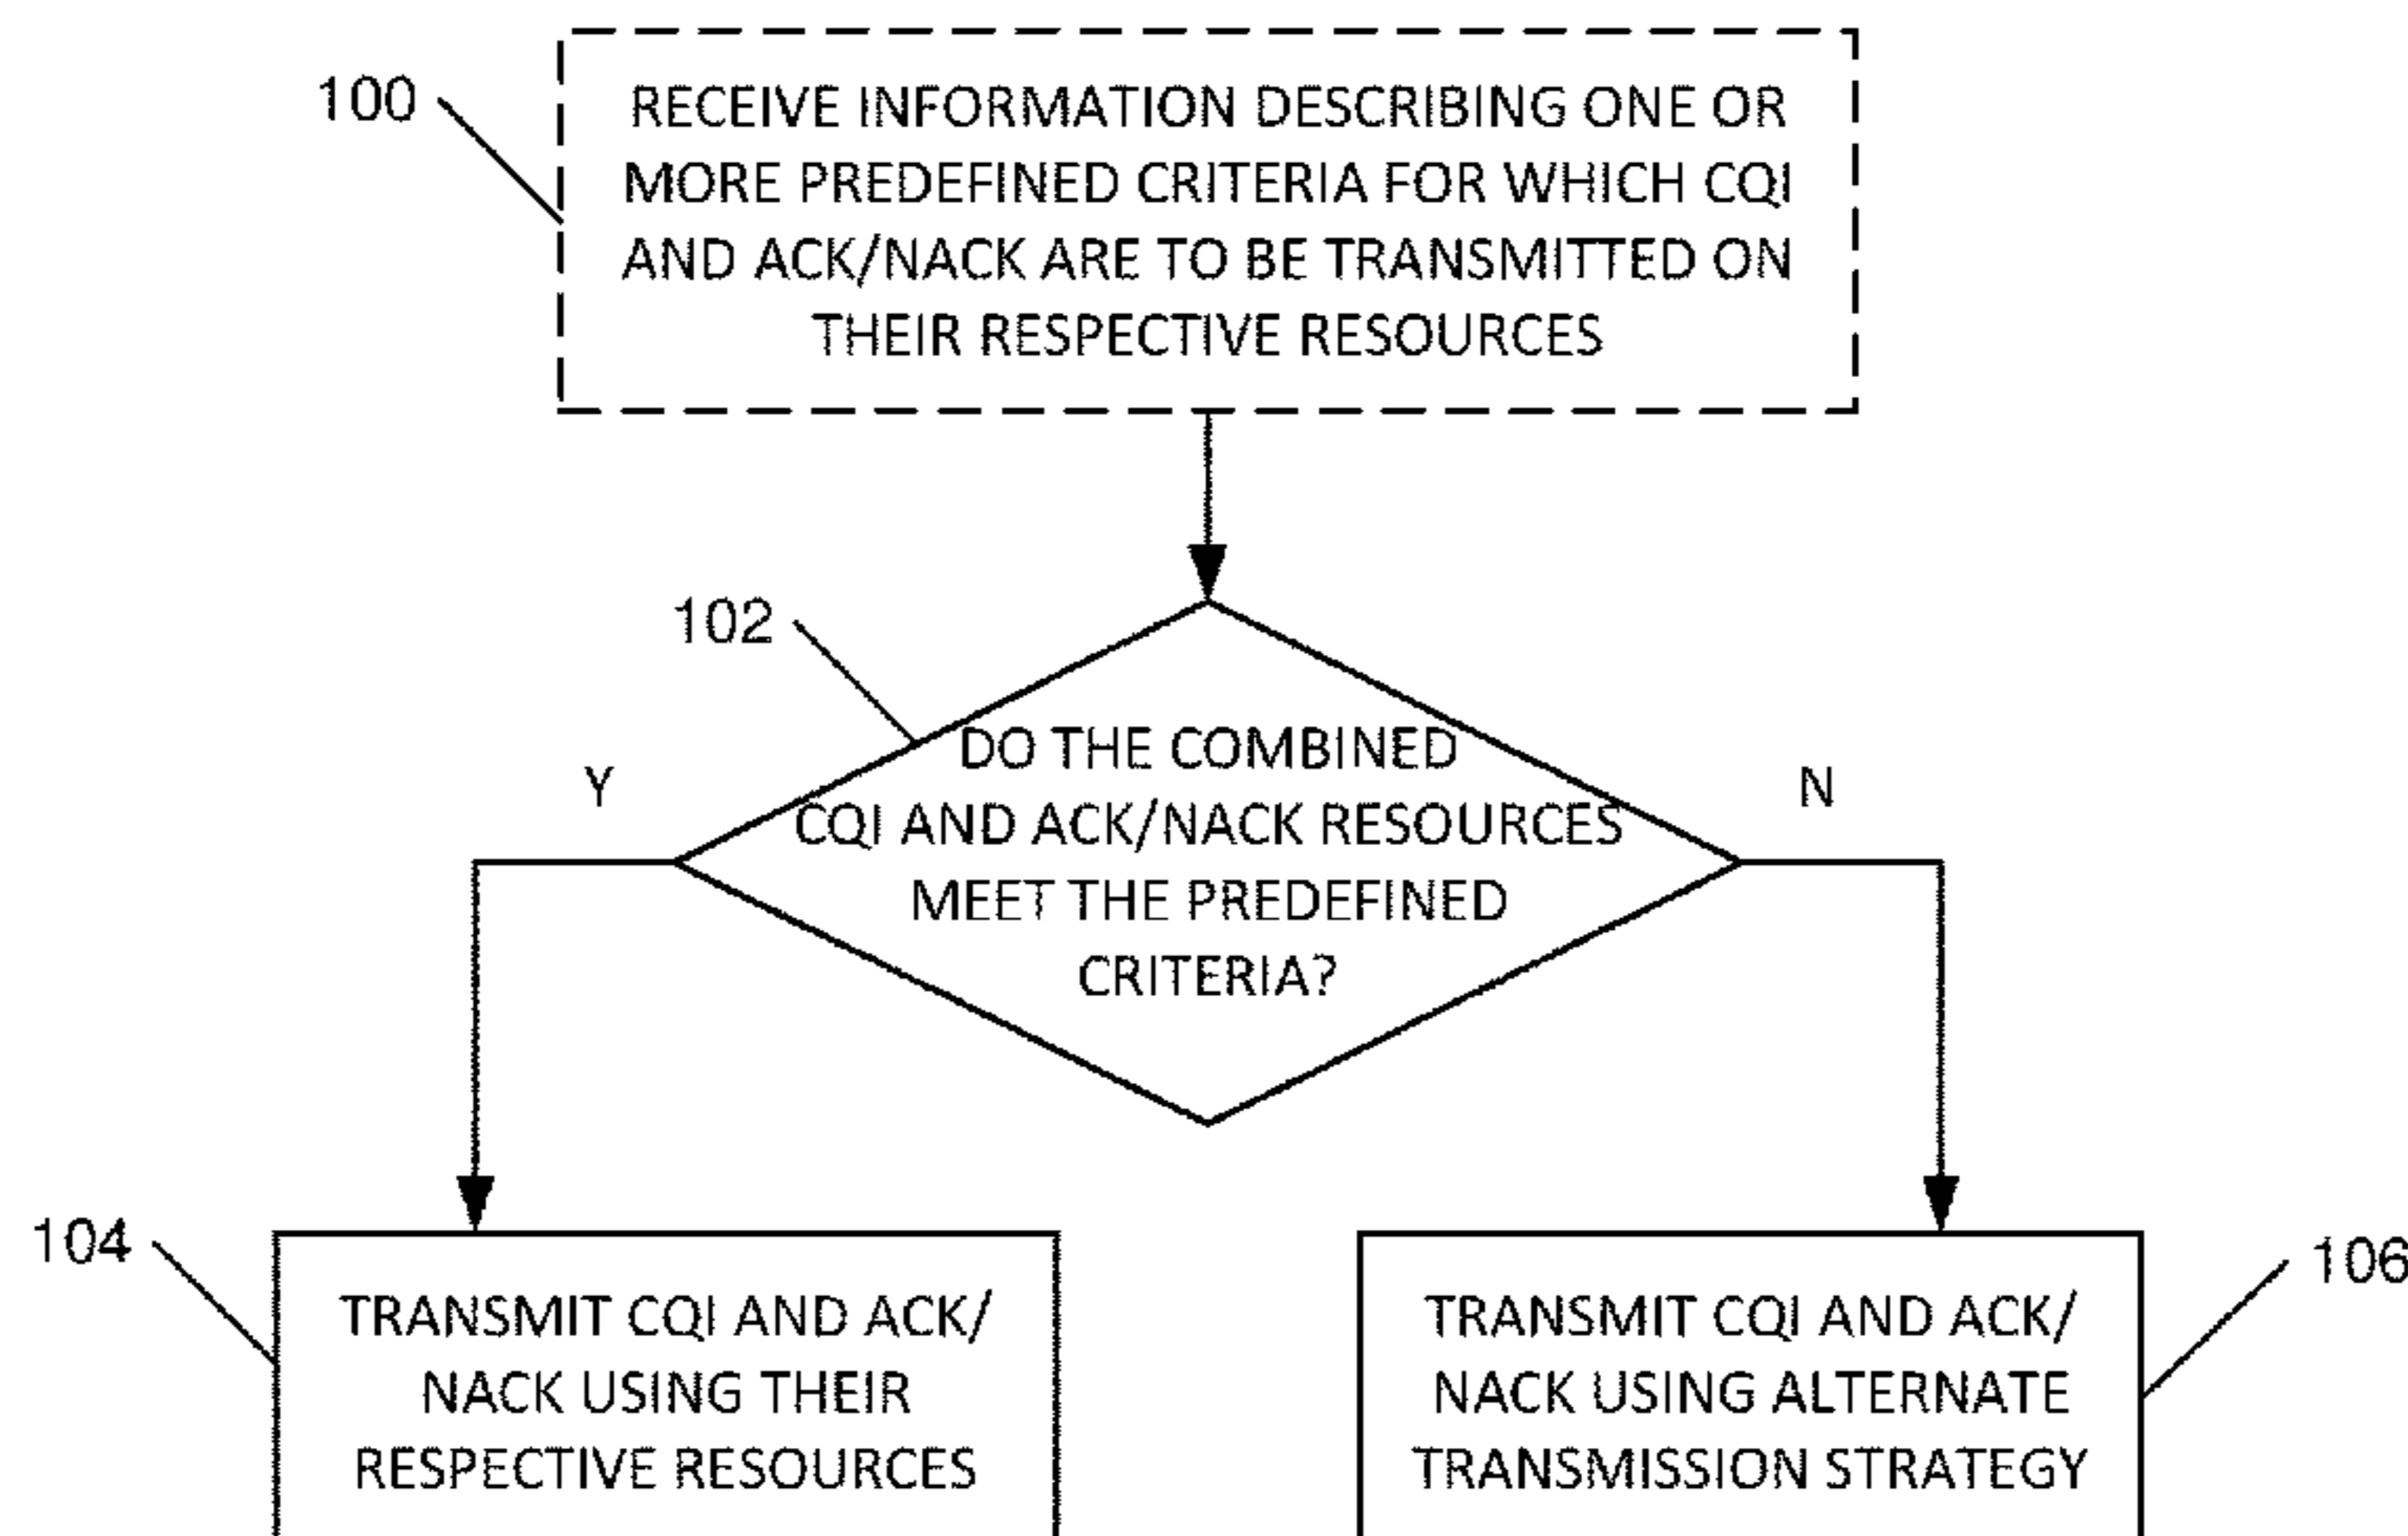 100
RECEIVE INFORMATION DESCRIBING ONE OR
MORE PREDEFINED CRITERIA FOR WHICH CQI
AND ACK/NACK ARE TO BE TRANSMITTED ON
THEIR RESPECTIVE RESOURCES
102
DO THE COMBINED
CQI AND ACK/NACK RESOURCES
MEET THE PREDEFINED
CRITERIA?
Y
N
104
TRANSMIT CQI AND ACK/
NACK USING THEIR
RESPECTIVE RESOURCES
TRANSMIT CQI AND ACK/
NACK USING ALTERNATE
TRANSMISSION STRATEGY
106